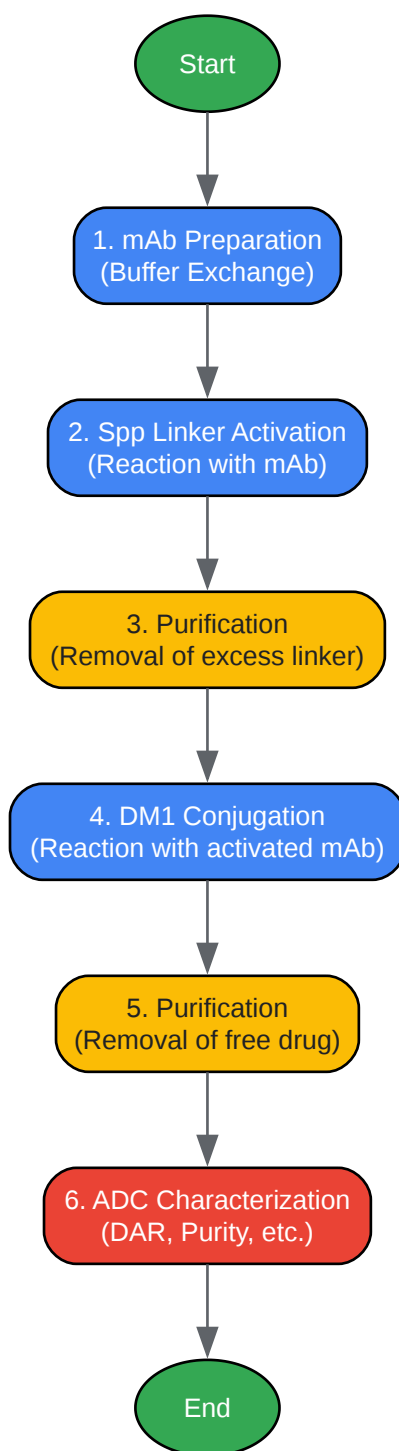 Start
1. mAb Preparation
(Buffer Exchange)
2. Spp Linker Activation
(Reaction with mAb)
3. Purification
(Removal of excess linker)
4. DM1 Conjugation
(Reaction with activated mAb)
5. Purification
(Removal of free drug)
6. ADC Characterization
(DAR, Purity, etc.)
End